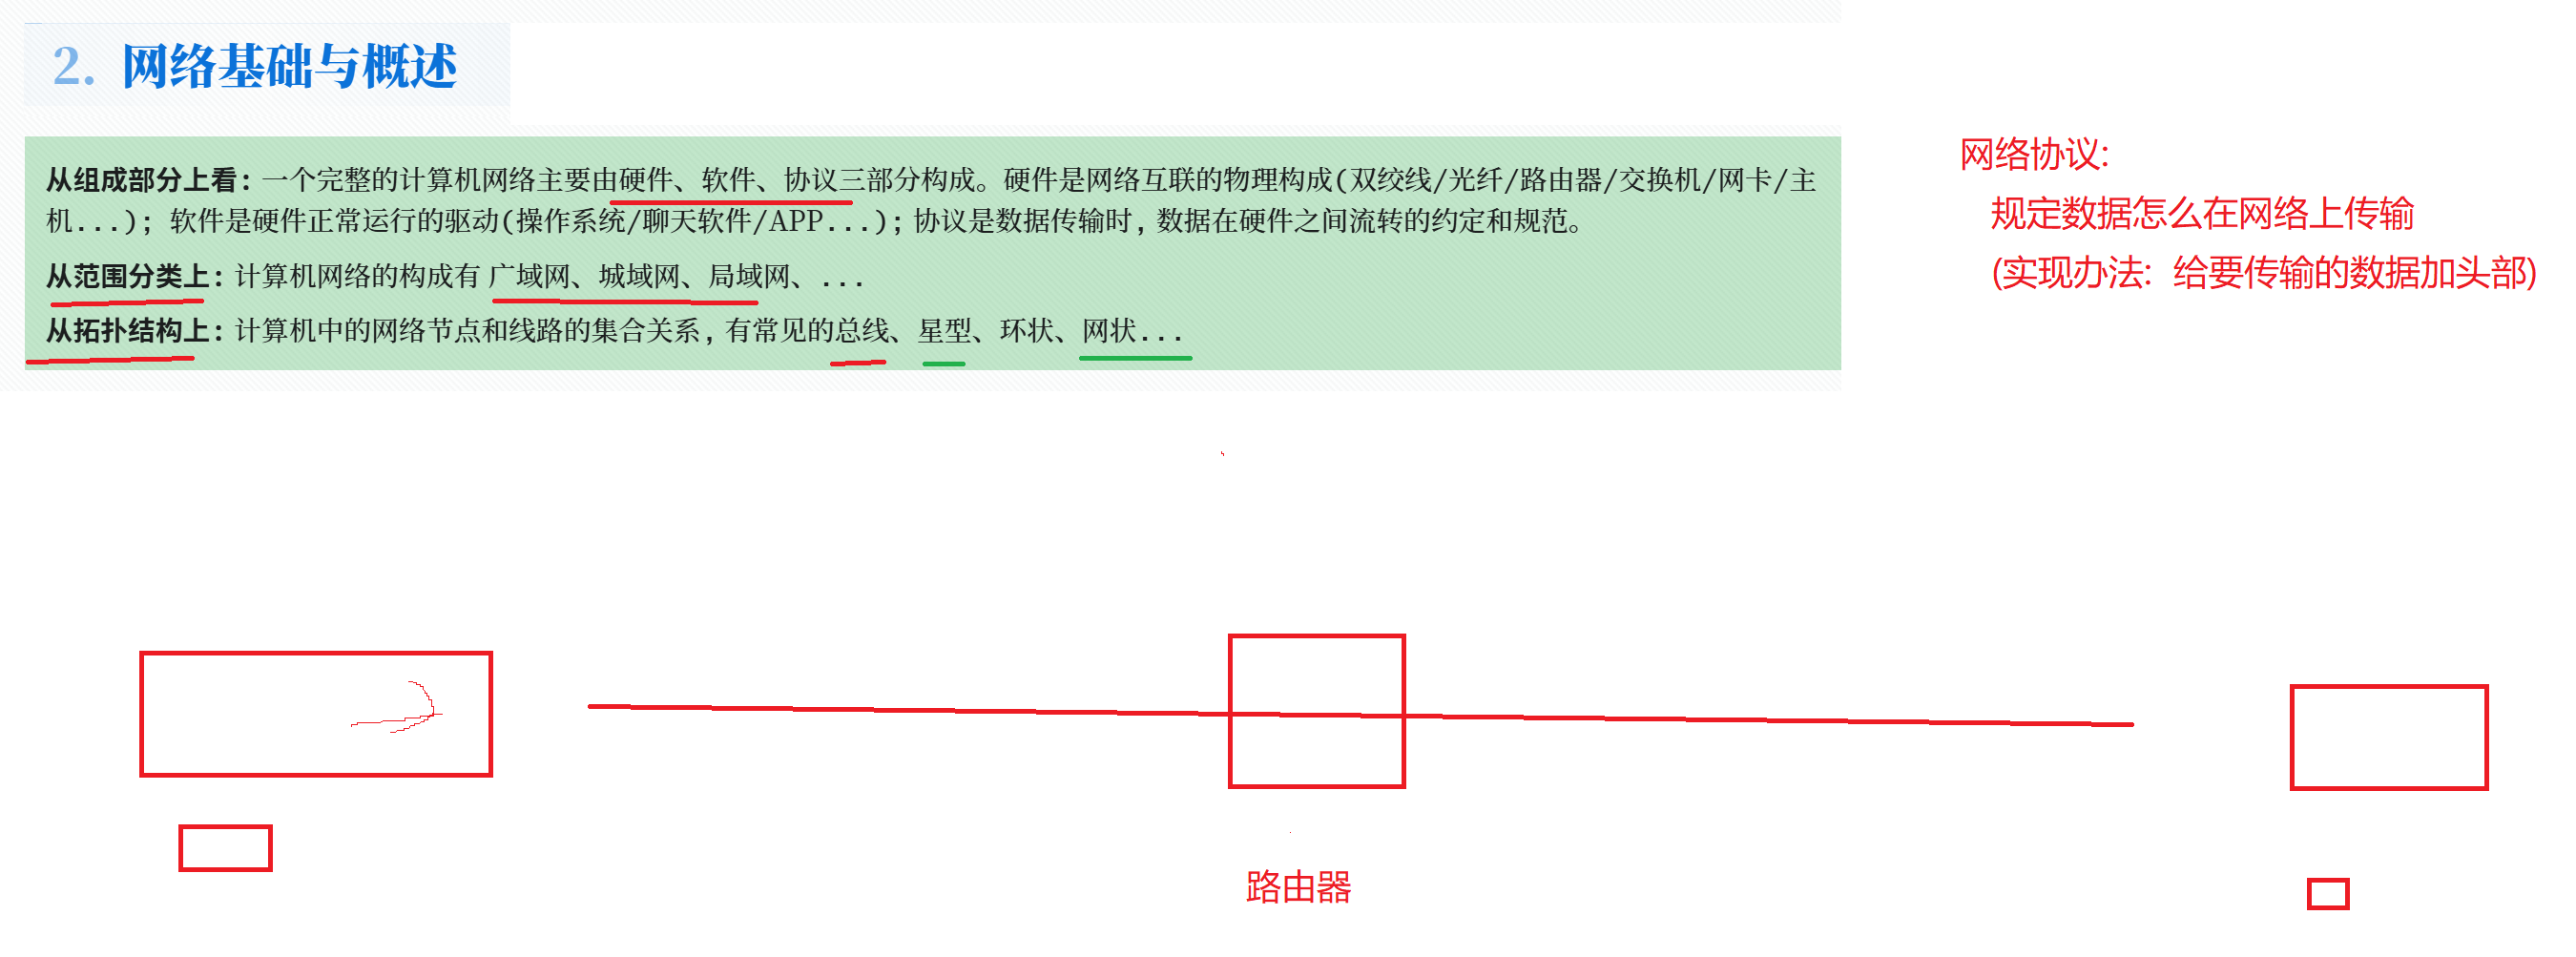 2. 网络基础与概述
从组成部分上看：一个完整的计算机网络主要由硬件、软件、协议三部分构成。硬件是网络互联的物理构成(双绞线/光纤/路由器/交换机/网卡/主
机...)；软件是硬件正常运行的驱动(操作系统/聊天软件/APP...)；协议是数据传输时，数据在硬件之间流转的约定和规范。
从范围分类上：计算机网络的构成有 广域网、城域网、局域网、...
从拓扑结构上：计算机中的网络节点和线路的集合关系，有常见的总线、星型、环状、网状...
网络协议:
规定数据怎么在网络上传输
(实现办法: 给要传输的数据加头部)
路由器